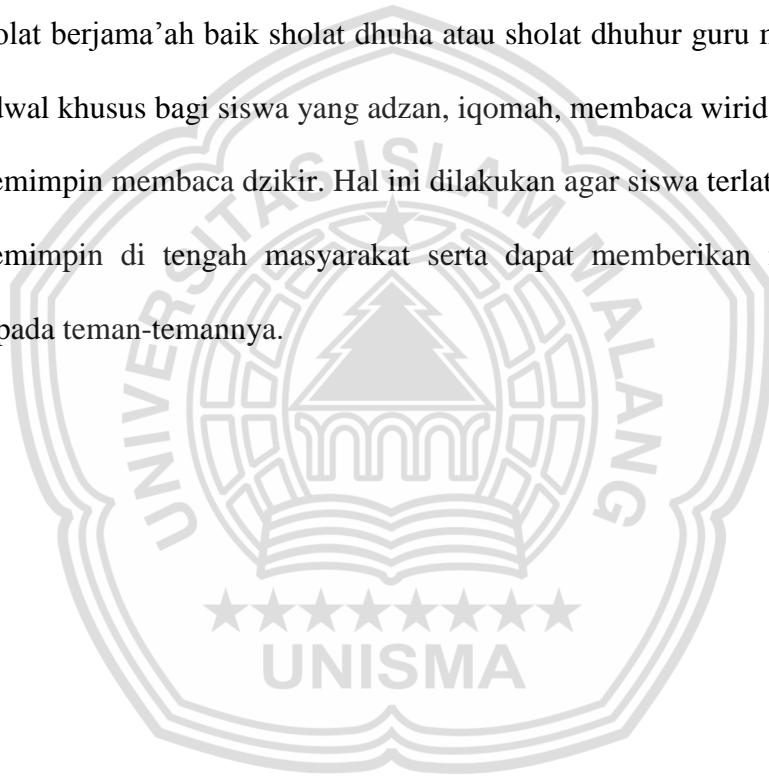 olat berjama’ah baik sholat dhuha atau sholat dhuhur guru
dwal khusus bagi siswa yang adzan, iqomah, membaca wirid
emimpin membaca dzikir. Hal ini dilakukan agar siswa terlat
emimpin di tengah masyarakat serta dapat memberikan
pada teman-temannya.
UNIVERSITAS ISLAM MALANG
UNISMA